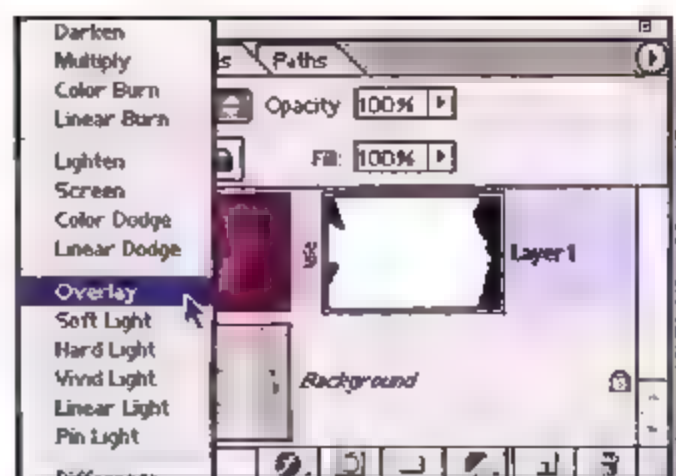 Darken
Multiply
Color Burn
Linear Burn
Lighten
Screen
Color Dodge
Linear Dodge
Overlay
Soft Light
Hard Light
Vivid Light
Linear Light
Pin Light
Difference
Paths
Opacity 100%
Fill: 100%
Layer 1
Background